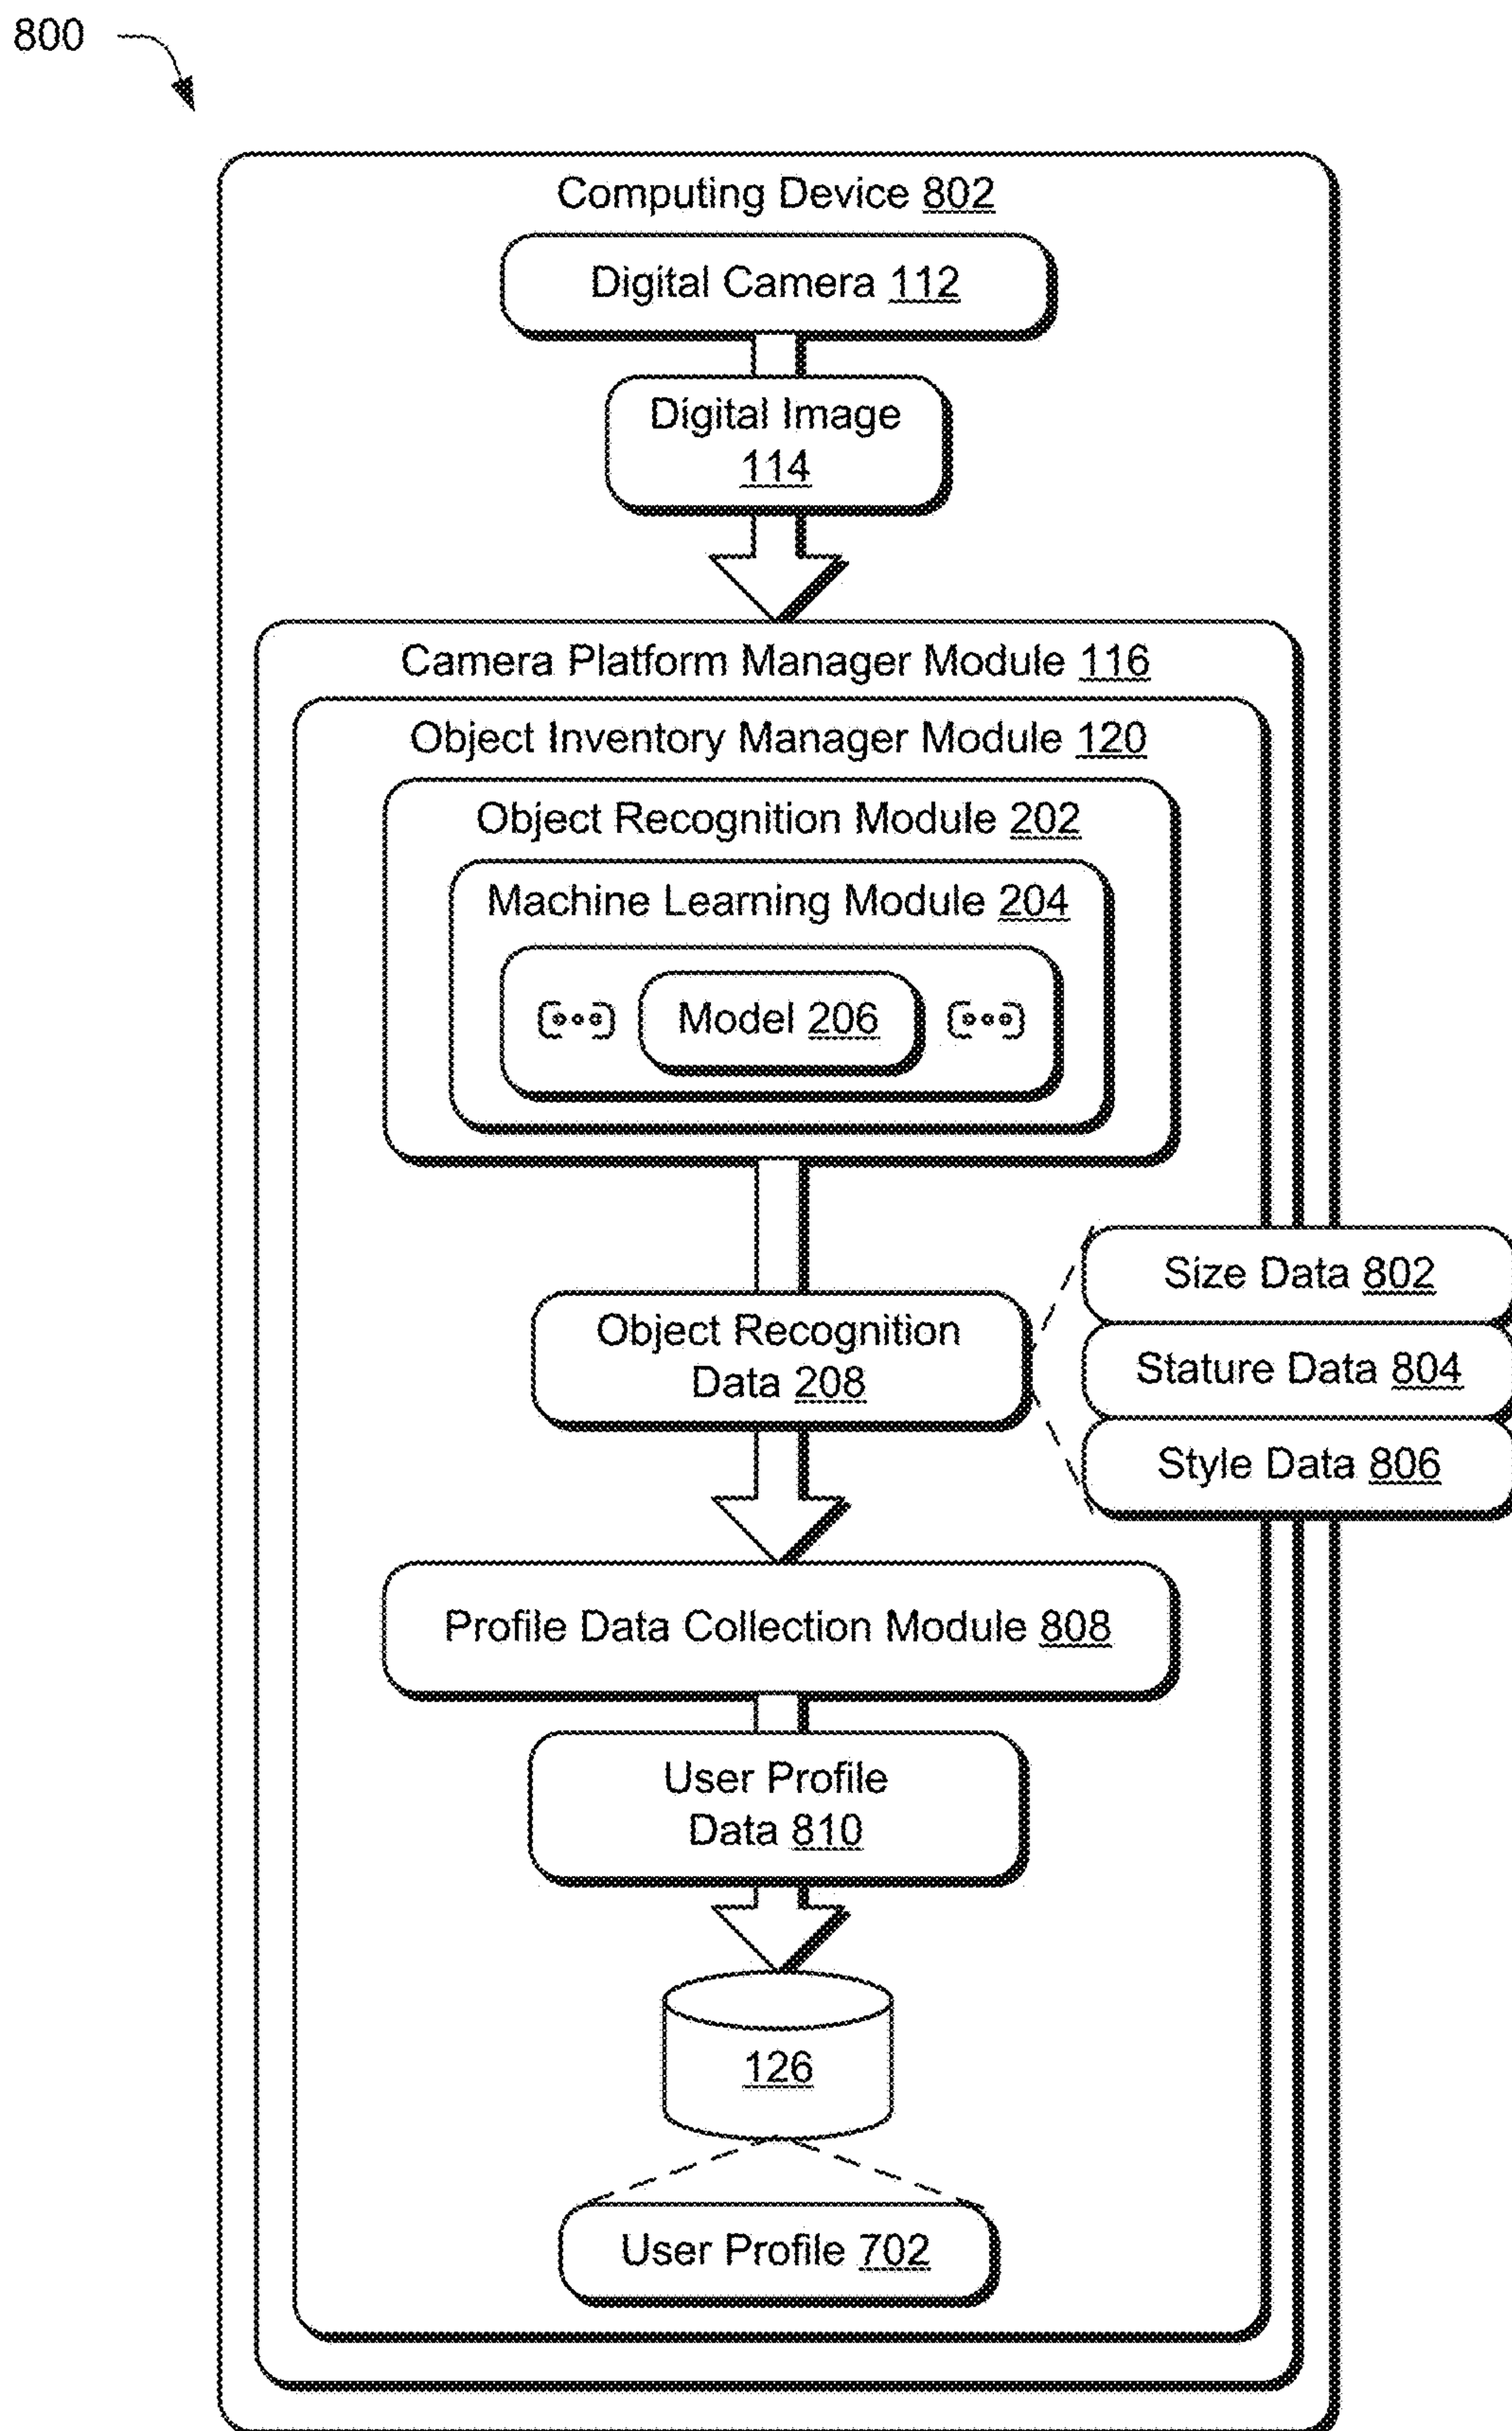 800
Computing Device 802
Digital Camera 112
Digital Image
114
Camera Platform Manager Module 116
Object Inventory Manager Module 120
Object Recognition Module 202
Machine Learning Module 204
Model 206
Object Recognition
Data 208
Size Data 802
Stature Data 804
Style Data 806
Profile Data Collection Module 808
User Profile
Data 810
126
User Profile 702